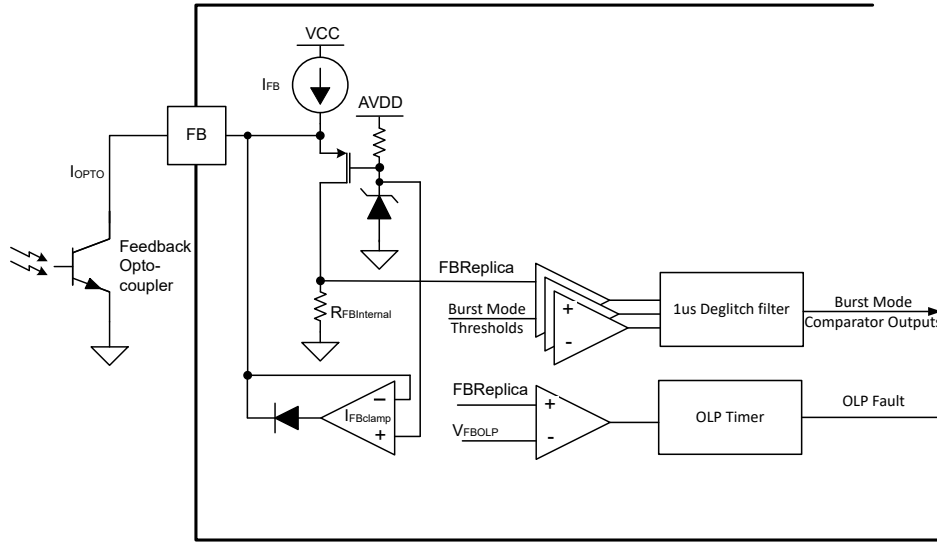 VCC
IFB
AVDD
FB
IOPTO
Feedback
Opto-
coupler
FBReplica
RFBInternal
Burst Mode
Thresholds
+
-
1us Deglitch filter
Burst Mode
Comparator Outputs
IFBclamp
−
+
FBReplica
VFBOLP
+
-
OLP Timer
OLP Fault